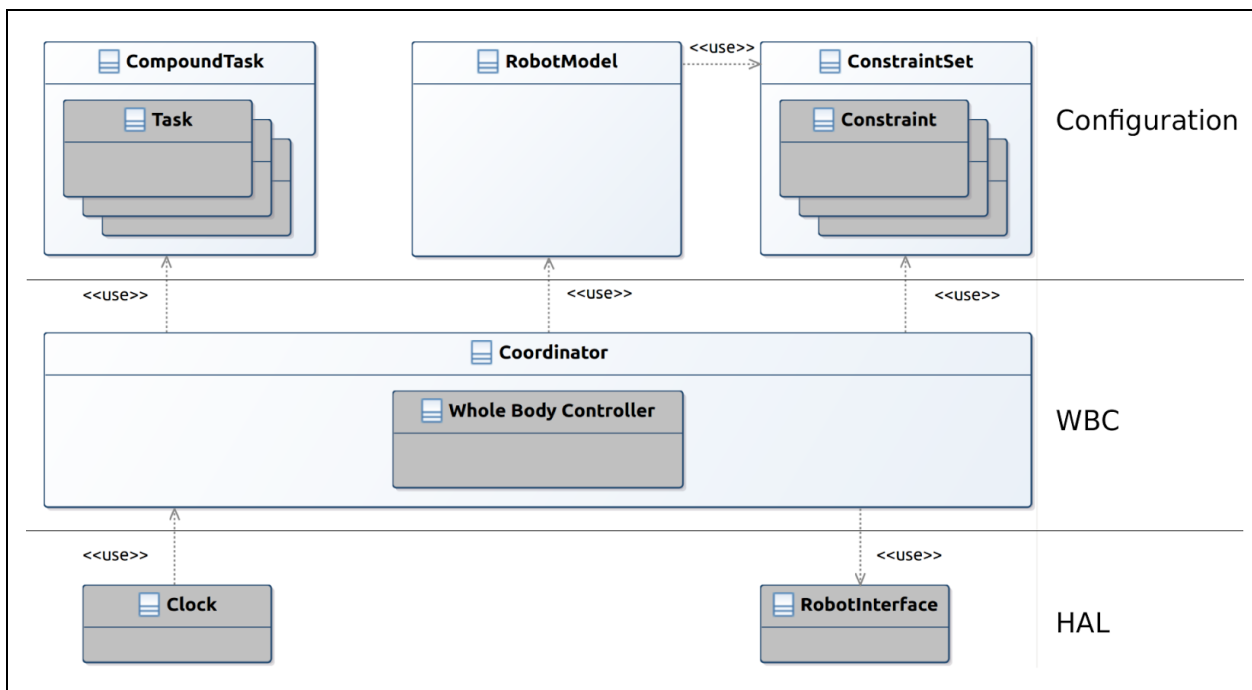 CompoundTask
RobotModel
<<use>>
ConstraintSet
Task
Constraint
Configuration
<<use>>
<<use>>
<<use>>
Coordinator
Whole Body Controller
WBC
<<use>>
<<use>>
Clock
RobotInterface
HAL